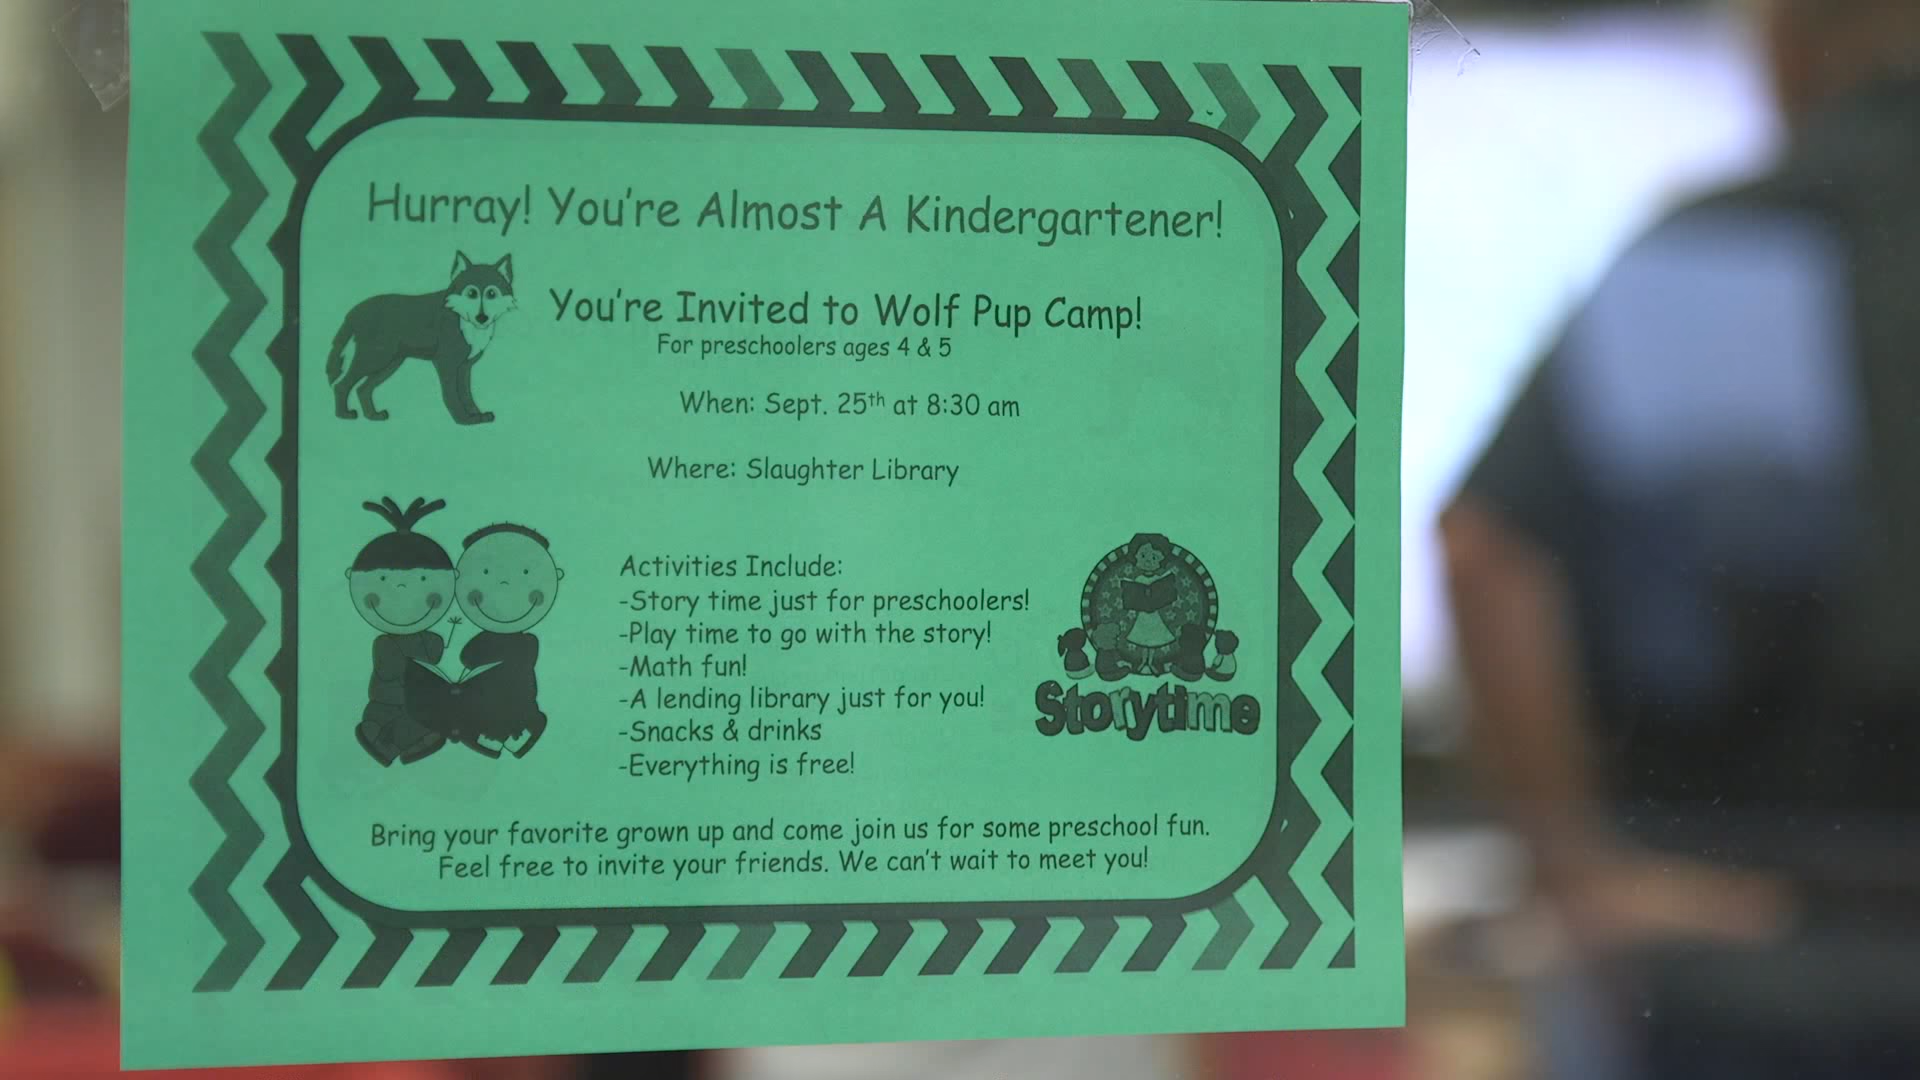 Hurray! You're Almost A Kindergartener!
You're Invited to Wolf Pup Camp!
For preschoolers ages 4 & 5
When: Sept. 25th at 8:30 am
Where: Slaughter Library
Activities Include:
-Story time just for preschoolers!
-Play time to go with the story!
-Math fun!
-A lending library just for you!
-Snacks & drinks
-Everything is free!
Storytime
Bring your favorite grown up and come join us for some preschool fun.
Feel free to invite your friends. We can't wait to meet you!